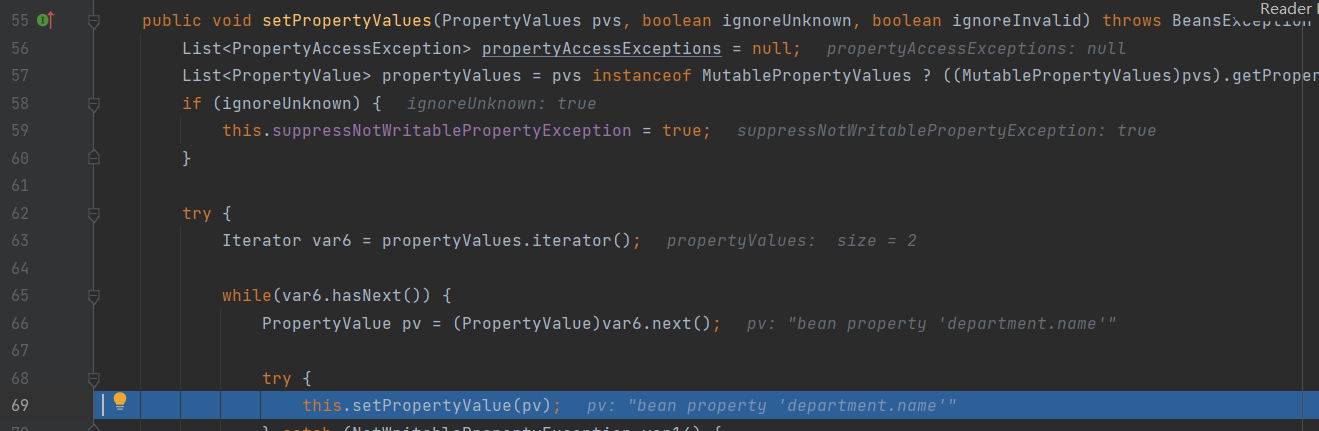 Reader
55 public void setPropertyValues(PropertyValues pvs, boolean ignoreUnknown, boolean ignoreInvalid) throws BeansException
56 List<PropertyAccessException> propertyAccessExceptions = null; propertyAccessExceptions: null
57 List<PropertyValue> propertyValues = pvs instanceof MutablePropertyValues ? ((MutablePropertyValues)pvs).getProper
58 if (ignoreUnknown) { ignoreUnknown: true
59 this.suppressNotWritablePropertyException = true; suppressNotWritablePropertyException: true
60 }
61
62 try {
63 Iterator var6 = propertyValues.iterator(); propertyValues: size = 2
64
65 while(var6.hasNext()) {
66 PropertyValue pv = (PropertyValue)var6.next(); pv: "bean property 'department.name'"
67
68 try {
69 this.setPropertyValue(pv); pv: "bean property 'department.name'"
70 } catch (NotWritablePropertyException var14) {